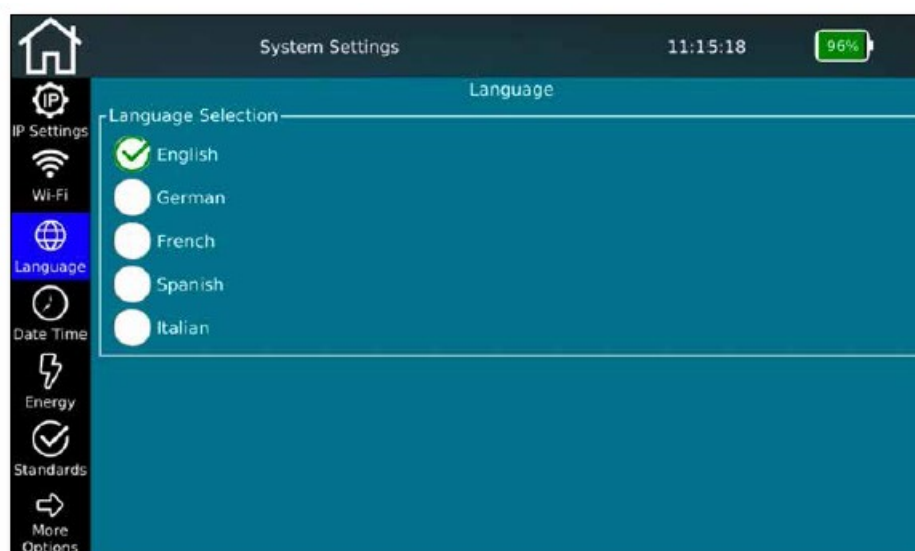 System Settings 11:15:18 96%
Language
Language Selection
English
German
French
Spanish
Italian
IP
IP Settings
Wi-Fi
Language
Date Time
Energy
Standards
More
Options